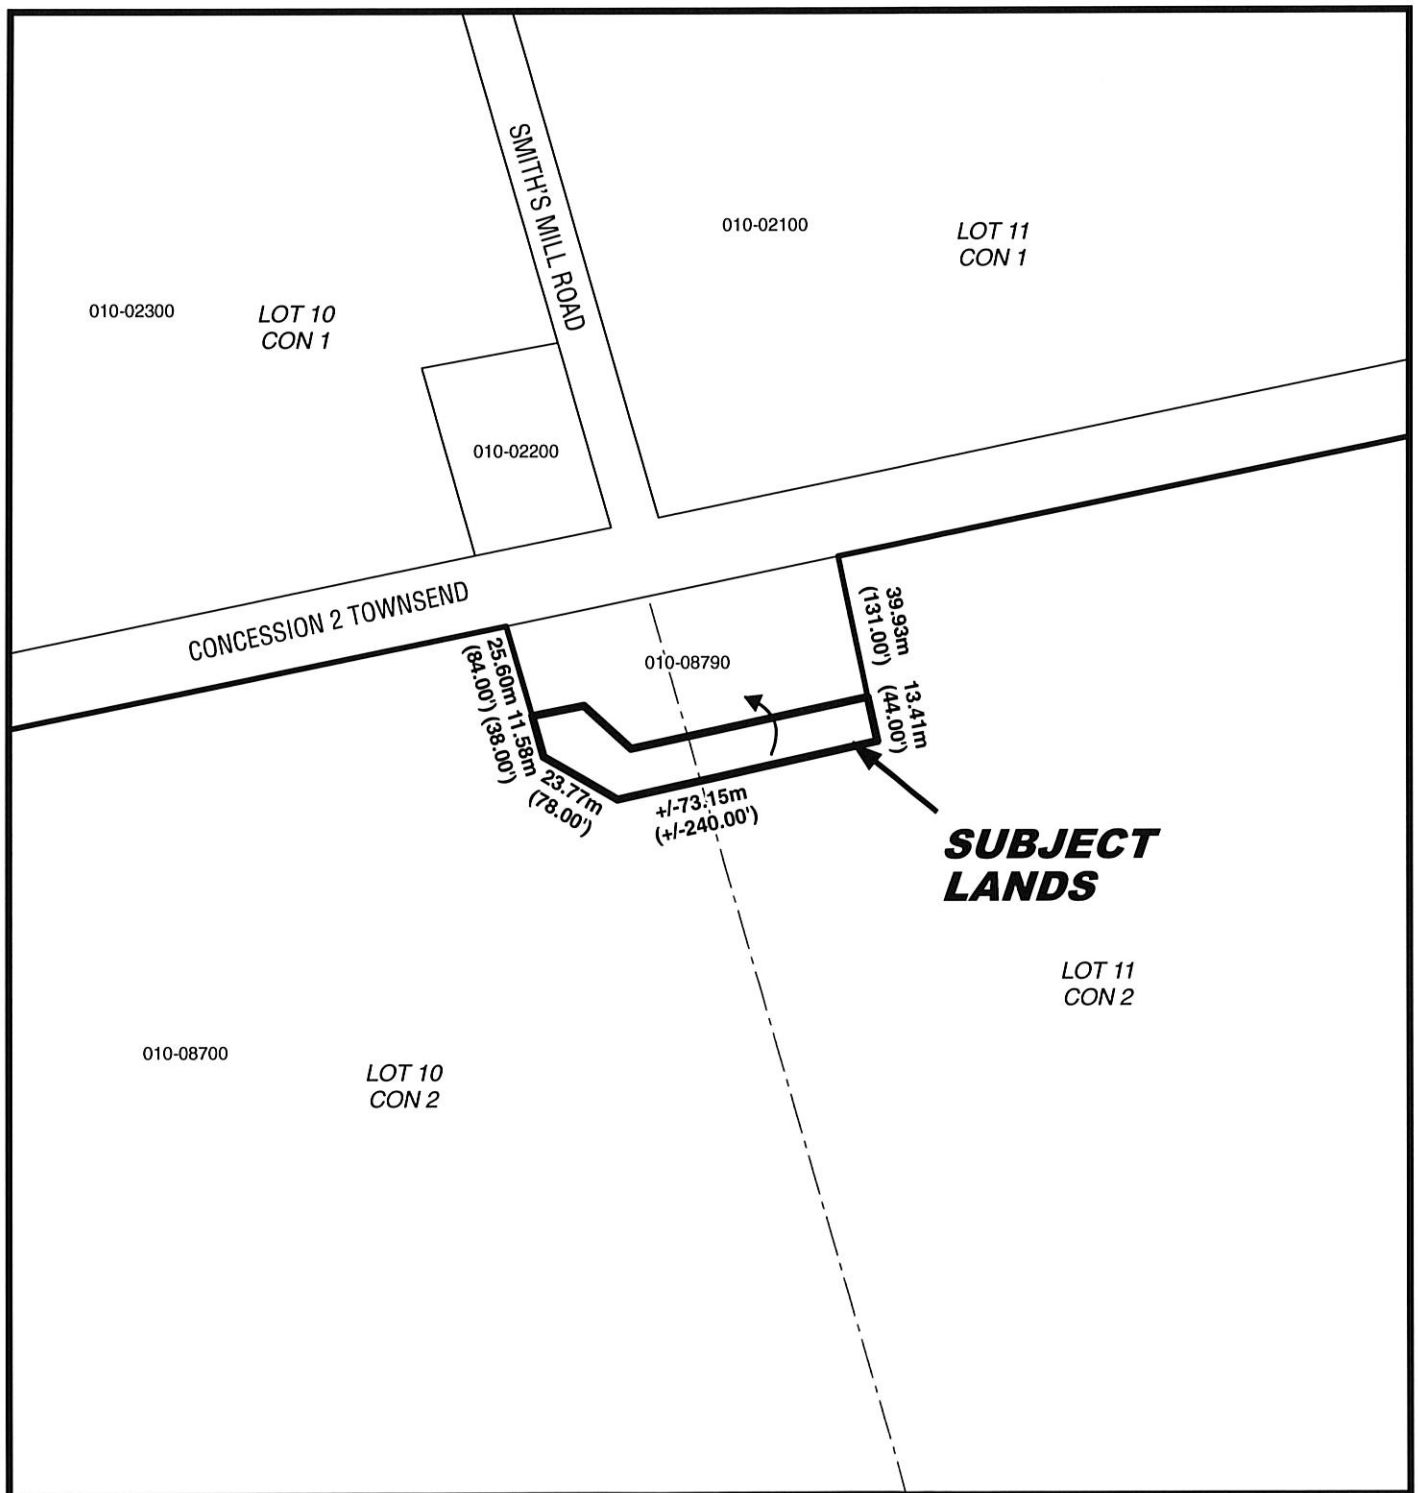 SMITH'S MILL ROAD
010-02100
LOT 11
CON 1
010-02300
LOT 10
CON 1
010-02200
CONCESSION 2 TOWNSEND
39.93m
(131.00')
25.60m 11.58m
(84.00') (38.00')
010-08790
13.41m
(44.00')
23.77m
(78.00')
+/-73.15m
(+/-240.00')
SUBJECT
LANDS
LOT 11
CON 2
010-08700
LOT 10
CON 2